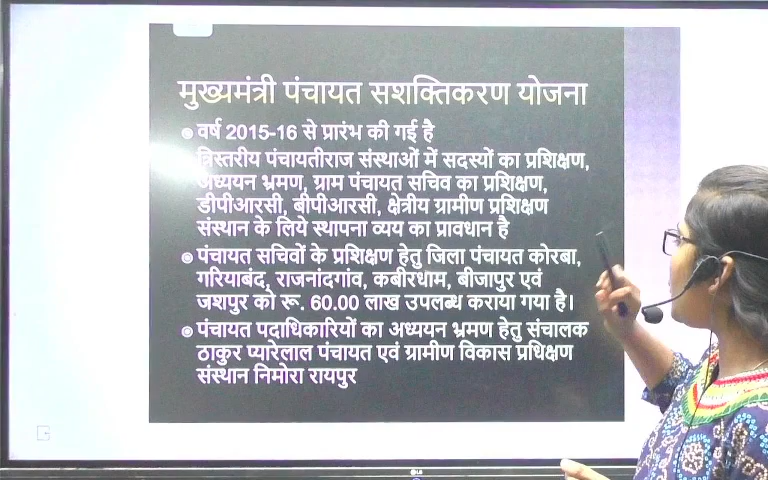 मुख्यमंत्री पंचायत सशक्तिकरण योजना
वर्ष 2015-16 से प्रारंभ की गई है
त्रिस्तरीय पंचायतीराज संस्थाओं में सदस्यों का प्रशिक्षण,
अध्ययन भ्रमण, ग्राम पंचायत सचिव का प्रशिक्षण,
डीपीआरसी, बीपीआरसी, क्षेत्रीय ग्रामीण प्रशिक्षण
संस्थान के लिये स्थापना व्यय का प्रावधान है
पंचायत सचिवों के प्रशिक्षण हेतु जिला पंचायत कोरबा,
गरियाबंद, राजनांदगांव, कबीरधाम, बीजापुर एवं
जशपुर को रू. 60.00 लाख उपलब्ध कराया गया है।
पंचायत पदाधिकारियों का अध्ययन भ्रमण हेतु संचालक
ठाकुर प्यारेलाल पंचायत एवं ग्रामीण विकास प्रधिक्षण
संस्थान निमोरा रायपुर
LG